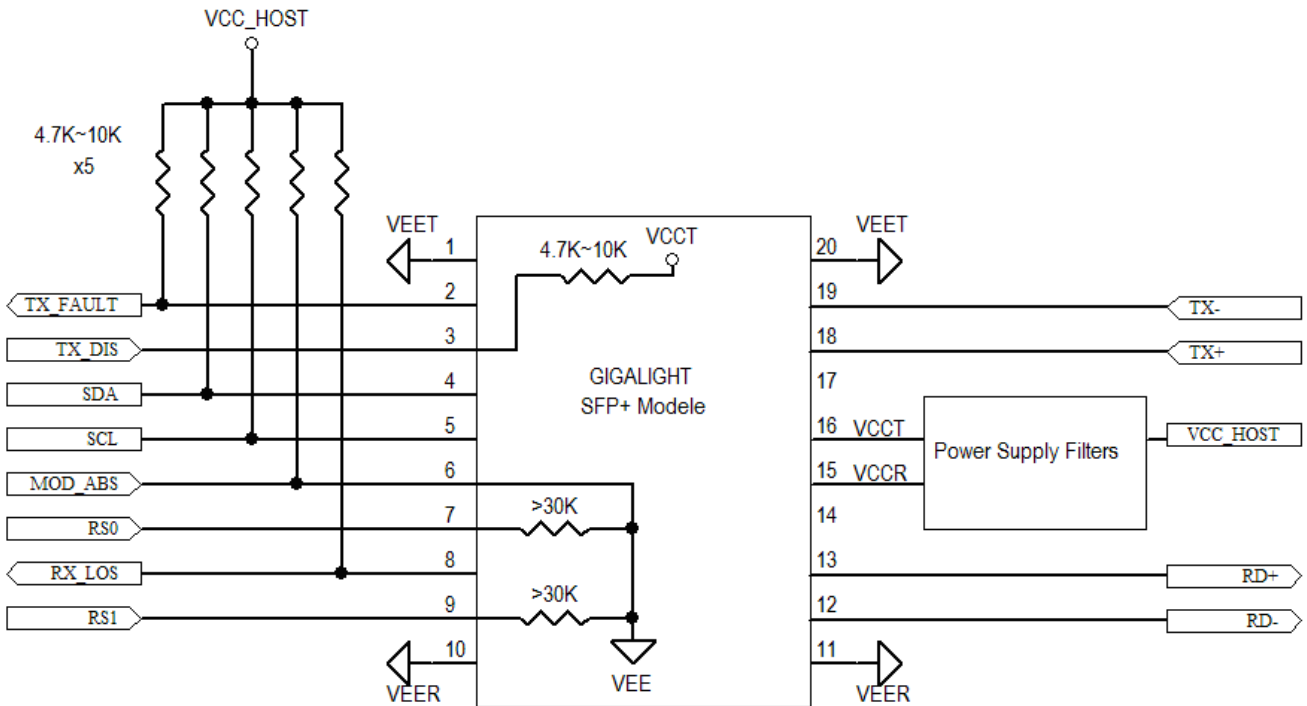 VCC_HOST
4.7K~10K
x5
VEET
1
4.7K~10K
VCCT
20
VEET
TX_FAULT
2
19
TX-
TX_DIS
3
18
TX+
SDA
4
GIGALIGHT
SFP+ Modele
17
SCL
5
16
VCCT
Power Supply Filters
VCC_HOST
MOD_ABS
6
15
VCCR
RS0
7
>30K
14
RX_LOS
8
13
RD+
RS1
9
>30K
12
RD-
10
VEER
VEE
11
VEER